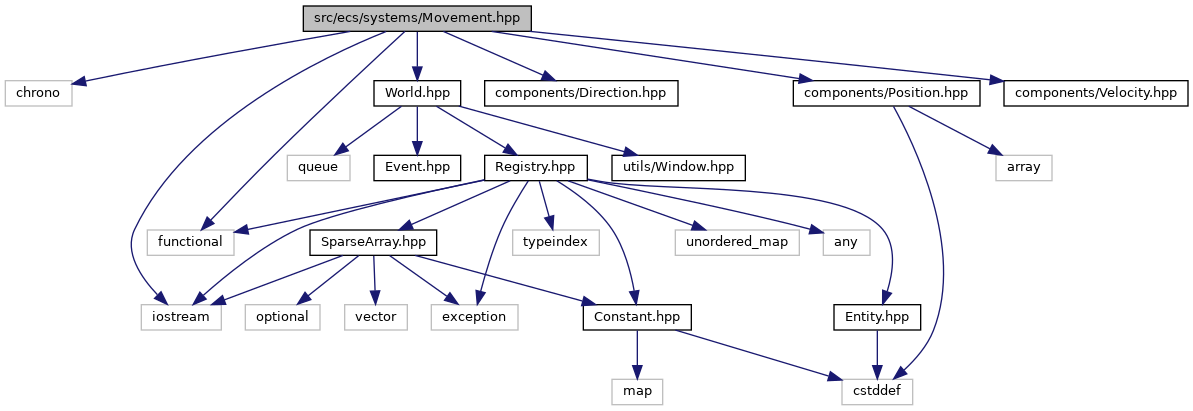 src/ecs/systems/Movement.hpp
chrono
World.hpp
components/Direction.hpp
components/Position.hpp
components/Velocity.hpp
queue
Event.hpp
Registry.hpp
utils/Window.hpp
array
functional
SparseArray.hpp
typeindex
unordered_map
any
iostream
optional
vector
exception
Constant.hpp
Entity.hpp
map
cstddef